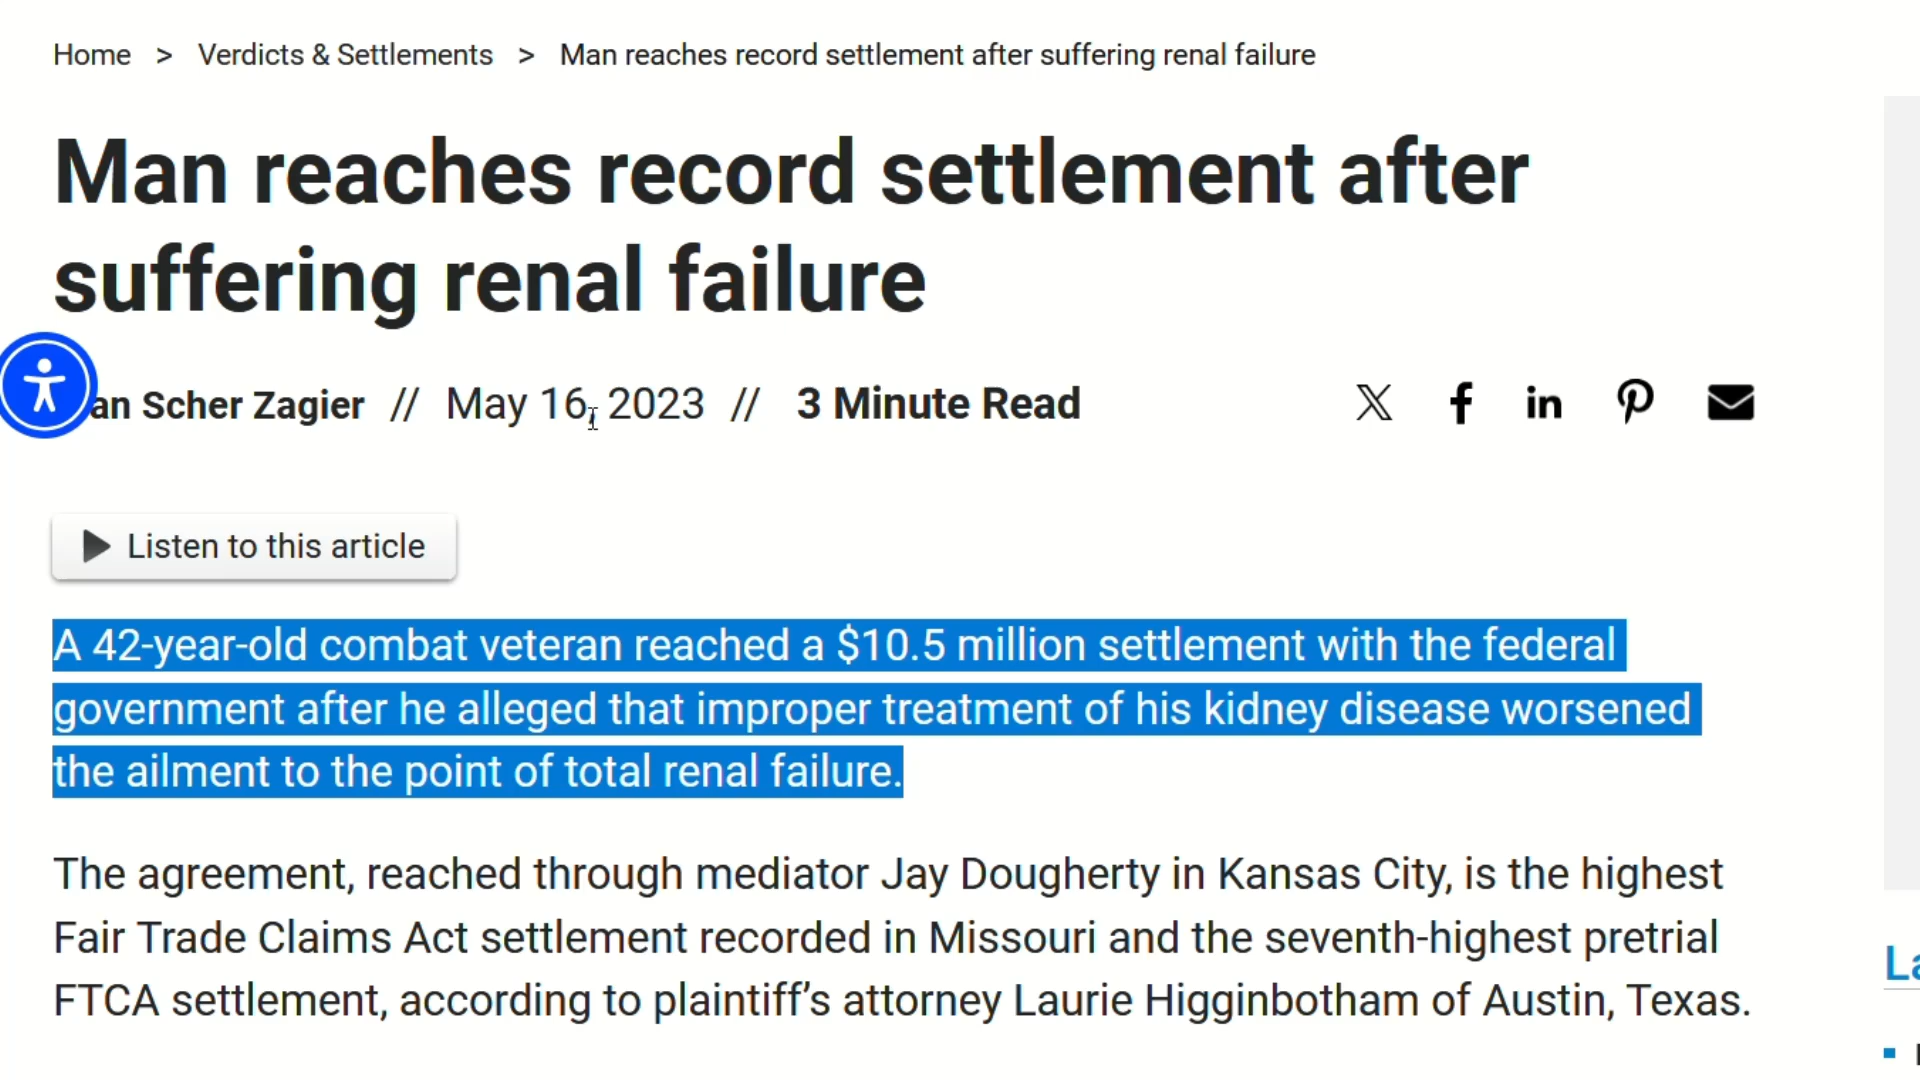 Home > Verdicts & Settlements > Man reaches record settlement after suffering renal failure
Man reaches record settlement after
suffering renal failure
an Scher Zagier // May 16, 2023 // 3 Minute Read
Listen to this article
A 42-year-old combat veteran reached a $10.5 million settlement with the federal
government after he alleged that improper treatment of his kidney disease worsened
the ailment to the point of total renal failure.
The agreement, reached through mediator Jay Dougherty in Kansas City, is the highest
Fair Trade Claims Act settlement recorded in Missouri and the seventh-highest pretrial
FTCA settlement, according to plaintiff’s attorney Laurie Higginbotham of Austin, Texas.